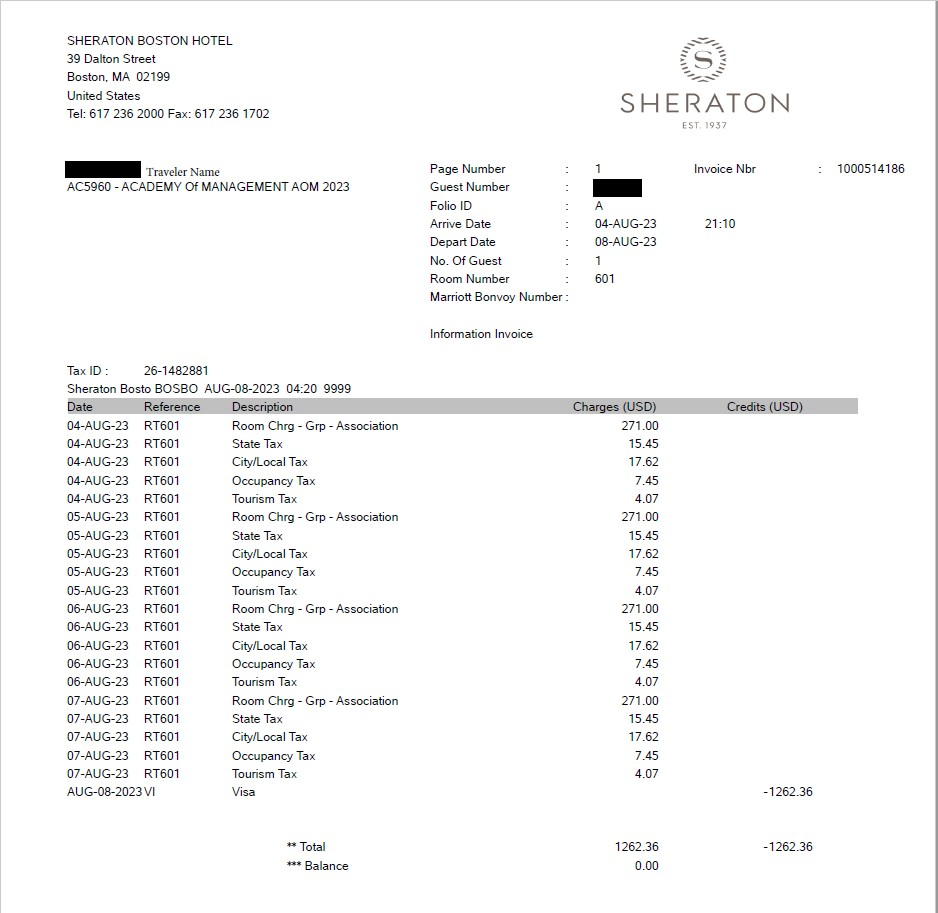 SHERATON BOSTON HOTEL
39 Dalton Street
Boston, MA 02199
United States
Tel: 617 236 2000 Fax: 617 236 1702
S
SHERATON
EST. 1937
Traveler Name
AC5960 - ACADEMY Of MANAGEMENT AOM 2023
Page Number : 1 Invoice Nbr : 1000514186
Guest Number :
Folio ID : A
Arrive Date : 04-AUG-23 21:10
Depart Date : 08-AUG-23
No. Of Guest : 1
Room Number : 601
Marriott Bonvoy Number :
Information Invoice
Tax ID : 26-1482881
Sheraton Bosto BOSBO AUG-08-2023 04:20 9999
Date Reference Description Charges (USD) Credits (USD)
04-AUG-23 RT601 Room Chrg - Grp - Association 271.00
04-AUG-23 RT601 State Tax 15.45
04-AUG-23 RT601 City/Local Tax 17.62
04-AUG-23 RT601 Occupancy Tax 7.45
04-AUG-23 RT601 Tourism Tax 4.07
05-AUG-23 RT601 Room Chrg - Grp - Association 271.00
05-AUG-23 RT601 State Tax 15.45
05-AUG-23 RT601 City/Local Tax 17.62
05-AUG-23 RT601 Occupancy Tax 7.45
05-AUG-23 RT601 Tourism Tax 4.07
06-AUG-23 RT601 Room Chrg - Grp - Association 271.00
06-AUG-23 RT601 State Tax 15.45
06-AUG-23 RT601 City/Local Tax 17.62
06-AUG-23 RT601 Occupancy Tax 7.45
06-AUG-23 RT601 Tourism Tax 4.07
07-AUG-23 RT601 Room Chrg - Grp - Association 271.00
07-AUG-23 RT601 State Tax 15.45
07-AUG-23 RT601 City/Local Tax 17.62
07-AUG-23 RT601 Occupancy Tax 7.45
07-AUG-23 RT601 Tourism Tax 4.07
AUG-08-2023 VI Visa -1262.36
** Total 1262.36 -1262.36
*** Balance 0.00